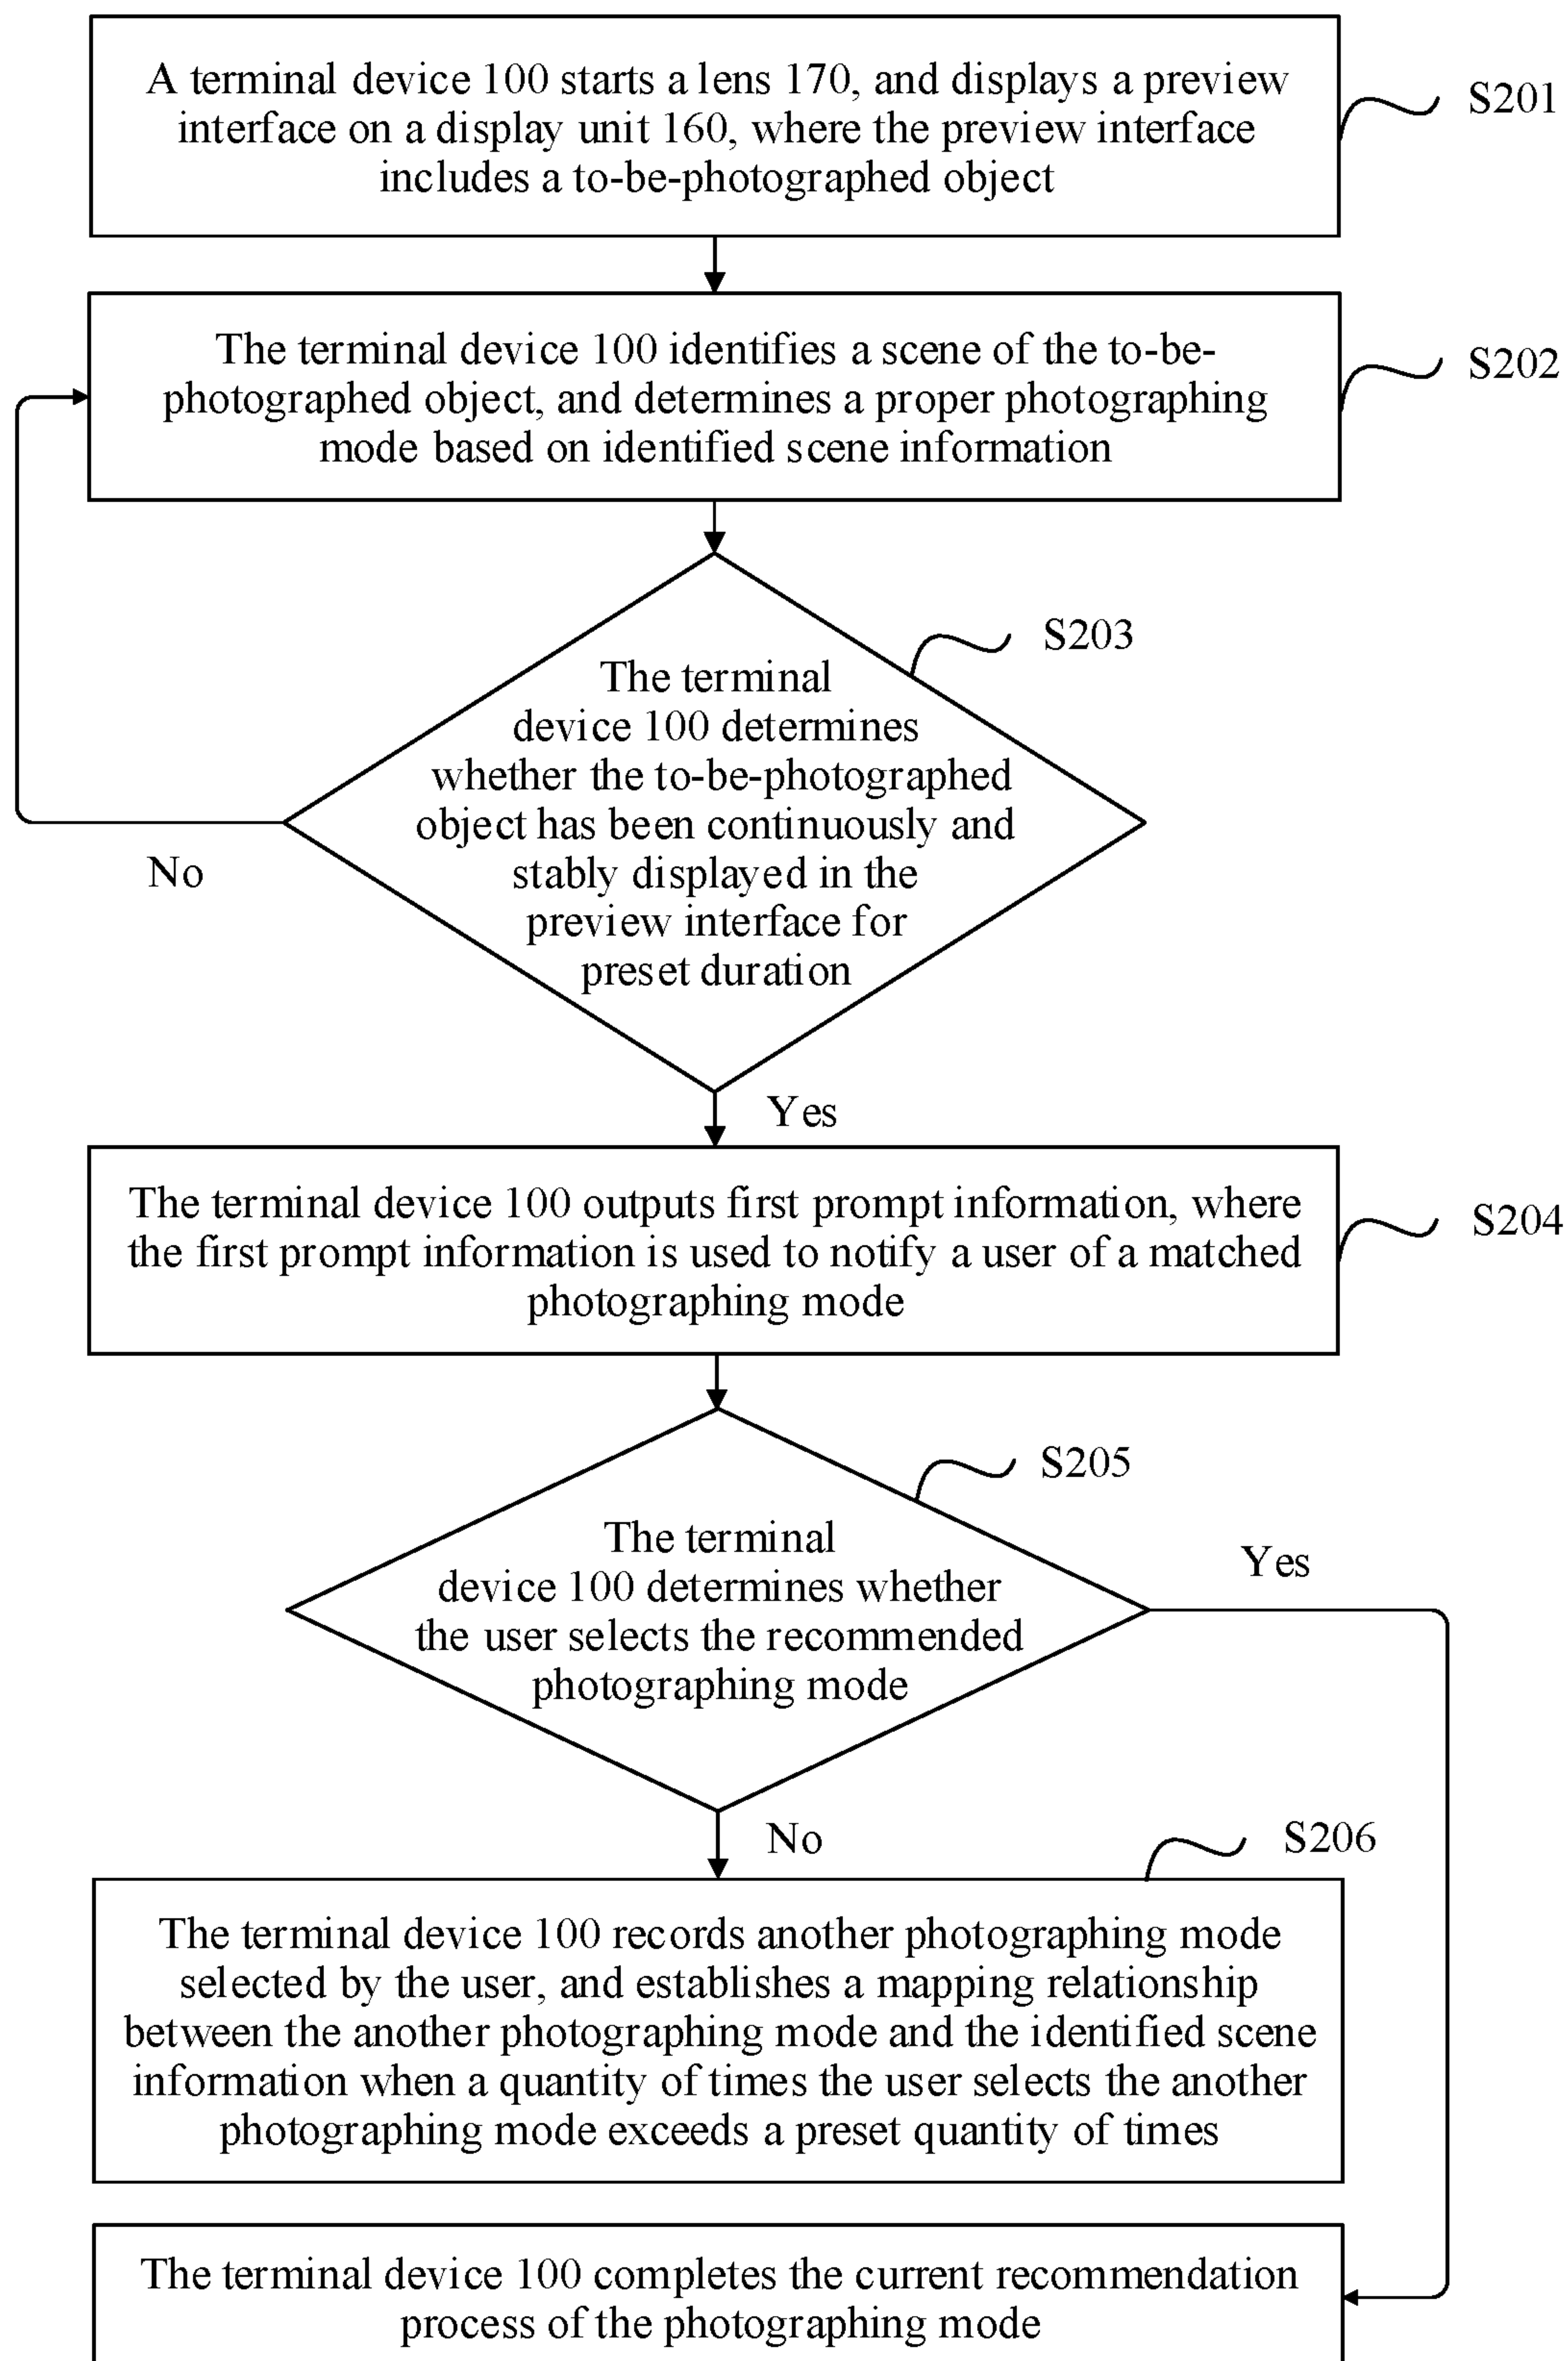 A terminal device 100 starts a lens 170, and displays a preview
interface on a display unit 160, where the preview interface
includes a to-be-photographed object
S201
The terminal device 100 identifies a scene of the to-be-
photographed object, and determines a proper photographing
mode based on identified scene information
S202
S203
The terminal
device 100 determines
whether the to-be-photographed
object has been continuously and
stably displayed in the
preview interface for
preset duration
No
Yes
The terminal device 100 outputs first prompt information, where
the first prompt information is used to notify a user of a matched
photographing mode
S204
S205
The terminal
device 100 determines whether
the user selects the recommended
photographing mode
Yes
No
S206
The terminal device 100 records another photographing mode
selected by the user, and establishes a mapping relationship
between the another photographing mode and the identified scene
information when a quantity of times the user selects the another
photographing mode exceeds a preset quantity of times
The terminal device 100 completes the current recommendation
process of the photographing mode